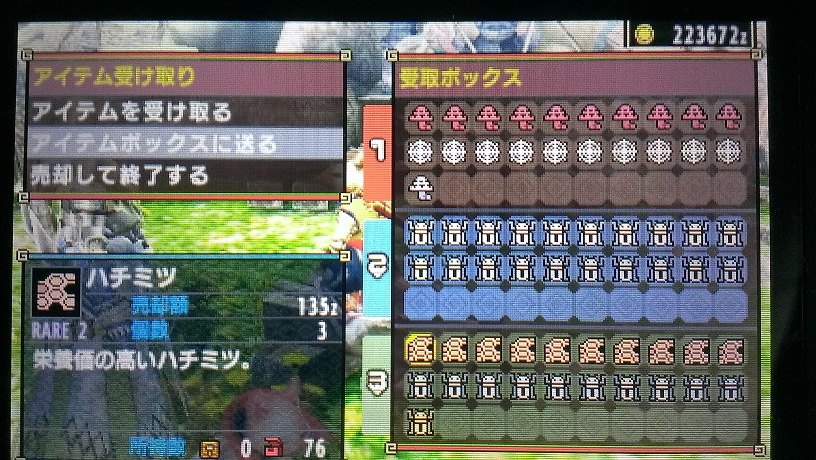 223672z
アイテム受け取り
アイテムを受け取る
アイテムボックスに送る
売却して終了する
ハチミツ
売却額 135z
RARE 2 個数 3
栄養価の高いハチミツ。
所持数 0 76
受取ボックス
1
2
3